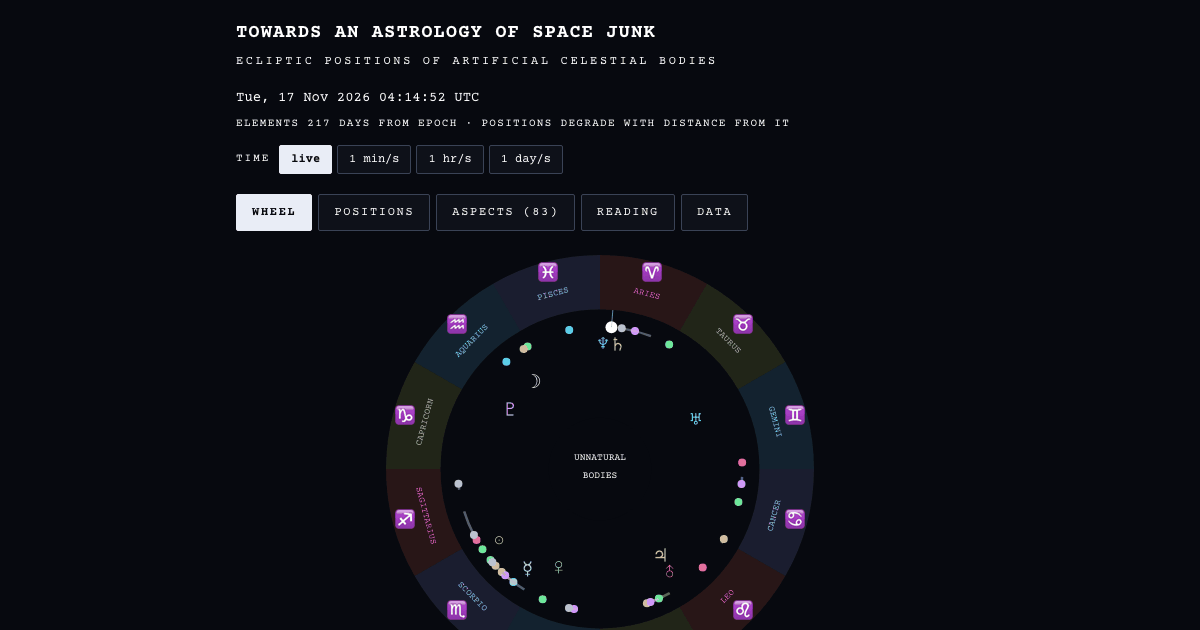 TOWARDS AN ASTROLOGY OF SPACE JUNK
ECLIPTIC POSITIONS OF ARTIFICIAL CELESTIAL BODIES
Tue, 17 Nov 2026 04:14:52 UTC
ELEMENTS 217 DAYS FROM EPOCH · POSITIONS DEGRADE WITH DISTANCE FROM IT
TIME live 1 min/s 1 hr/s 1 day/s
WHEEL POSITIONS ASPECTS (83) READING DATA
♓ ♈
PISCES ARIES
♒ ♉
AQUARIUS TAURUS
♆ ♄
☽
♇
♑ ♊
CAPRICORN GEMINI
♅
UNNATURAL
BODIES
SAGITTARIUS CANCER
♐ ♋
☉
☿ ♀ ♃ ♂
SCORPIO LEO
♏ ♌